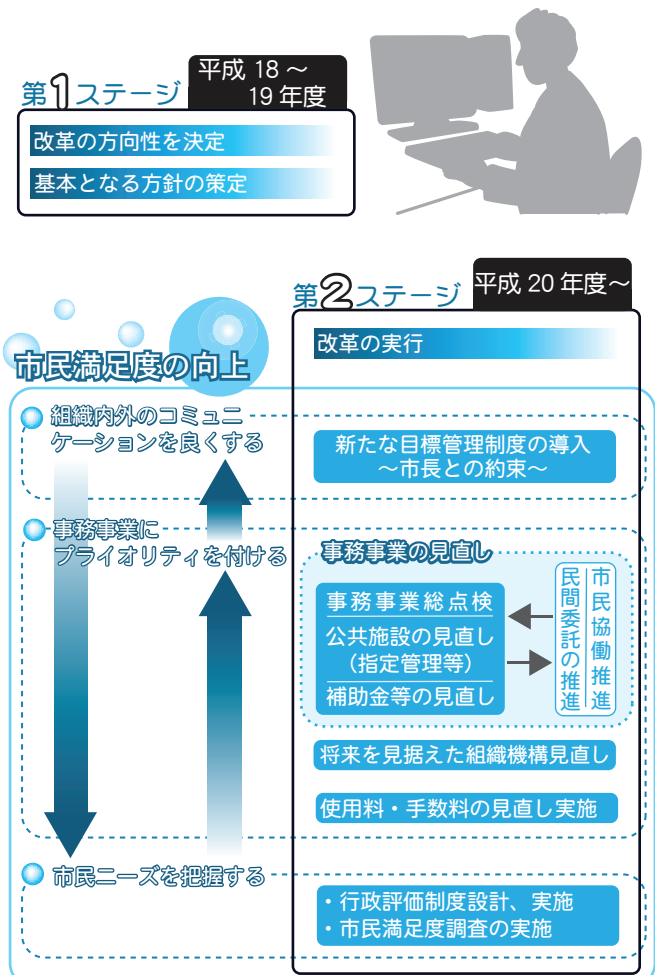 第1ステージ
平成 18 ～
19 年度
改革の方向性を決定
基本となる方針の策定
第2ステージ
平成 20 年度～
改革の実行
市民満足度の向上
組織内外のコミュニ
ケーションを良くする
新たな目標管理制度の導入
～市長との約束～
事務事業に
プライオリティを付ける
事務事業の見直し
事務事業総点検
公共施設の見直し
（指定管理等）
補助金等の見直し
市民協働推進
民間委託の推進
将来を見据えた組織機構見直し
使用料・手数料の見直し実施
市民ニーズを把握する
・行政評価制度設計、実施
・市民満足度調査の実施